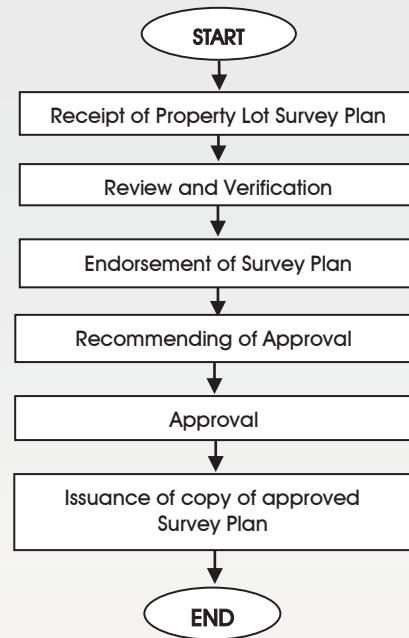 START
Receipt of Property Lot Survey Plan
Review and Verification
Endorsement of Survey Plan
Recommending of Approval
Approval
Issuance of copy of approved
Survey Plan
END